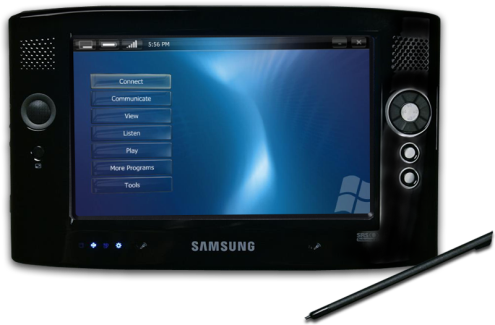 5:56 PM
Connect
Communicate
View
Listen
Play
More Programs
Tools
SAMSUNG